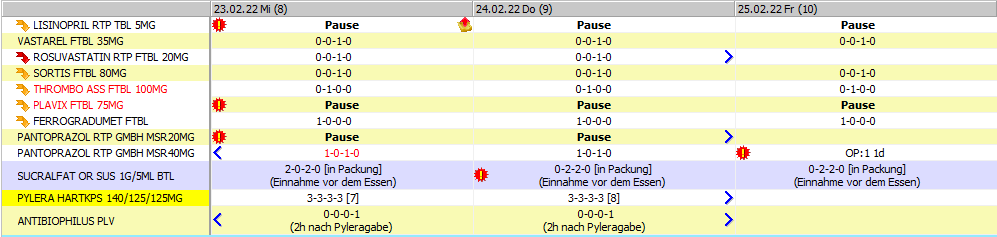 23.02.22 Mi (8) 24.02.22 Do (9) 25.02.22 Fr (10)
LISINOPRIL RTP TBL 5MG Pause Pause Pause
VASTAREL FTBL 35MG 0-0-1-0 0-0-1-0 0-0-1-0
ROSUVASTATIN RTP FTBL 20MG 0-0-1-0 0-0-1-0
SORTIS FTBL 80MG 0-0-1-0 0-0-1-0 0-0-1-0
THROMBO ASS FTBL 100MG 0-1-0-0 0-1-0-0 0-1-0-0
PLAVIX FTBL 75MG Pause Pause Pause
FERROGRADUMET FTBL 1-0-0-0 1-0-0-0 1-0-0-0
PANTOPRAZOL RTP GMBH MSR20MG Pause Pause
PANTOPRAZOL RTP GMBH MSR40MG 1-0-1-0 1-0-1-0 OP:1 1d
SUCRALFAT OR SUS 1G/5ML BTL 2-0-2-0 [in Packung] 0-2-2-0 [in Packung] 0-2-2-0 [in Packung]
(Einnahme vor dem Essen) (Einnahme vor dem Essen) (Einnahme vor dem Essen)
PYLERA HARTKPS 140/125/125MG 3-3-3-3 [7] 3-3-3-3 [8]
ANTIBIOPHILUS PLV 0-0-0-1 0-0-0-1
(2h nach Pyleragabe) (2h nach Pyleragabe)